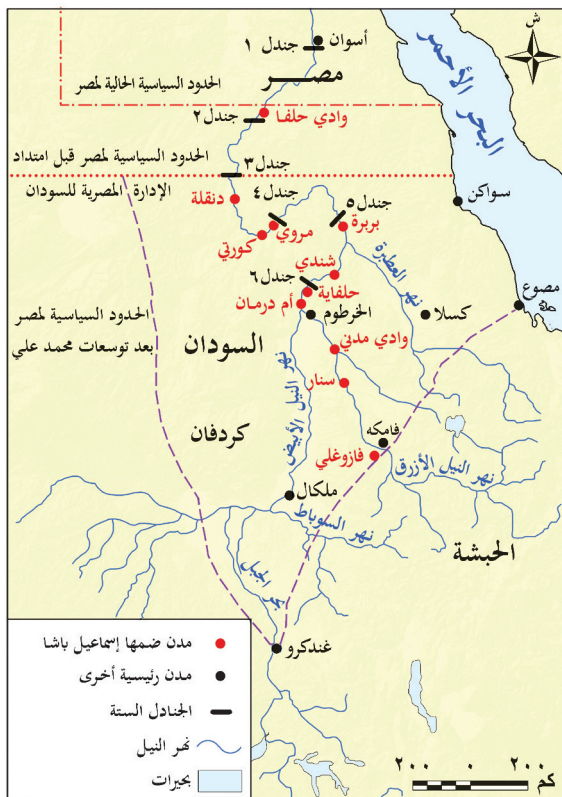 ش
أسوان
جندل ١
مصر
البحر الأحمر
الحدود السياسية الحالية لمصر
وادي حلفا
جندل ٢
الحدود السياسية لمصر قبل امتداد
الإدارة المصرية للسودان
جندل ٣
سواكن
دنقلة
جندل ٤
مروي
كورتي
جندل ٥
بربرة
نهر العطبرة
شندي
جندل ٦
حلفاية
أم درمان
الخرطوم
كسلا
مصوع
الحدود السياسية لمصر
بعد توسعات محمد علي
السودان
وادي مدني
سنار
نهر النيل الأبيض
كردفان
فامكه
فازوغلي
نهر النيل الأزرق
ملكال
نهر السوباط
الحبشة
بحر الجبل
غندكرو
مدن ضمها إسماعيل باشا
مدن رئيسية أخرى
الجنادل الستة
نهر النيل
بحيرات
٢٠٠ ٠ ٢٠٠
كم